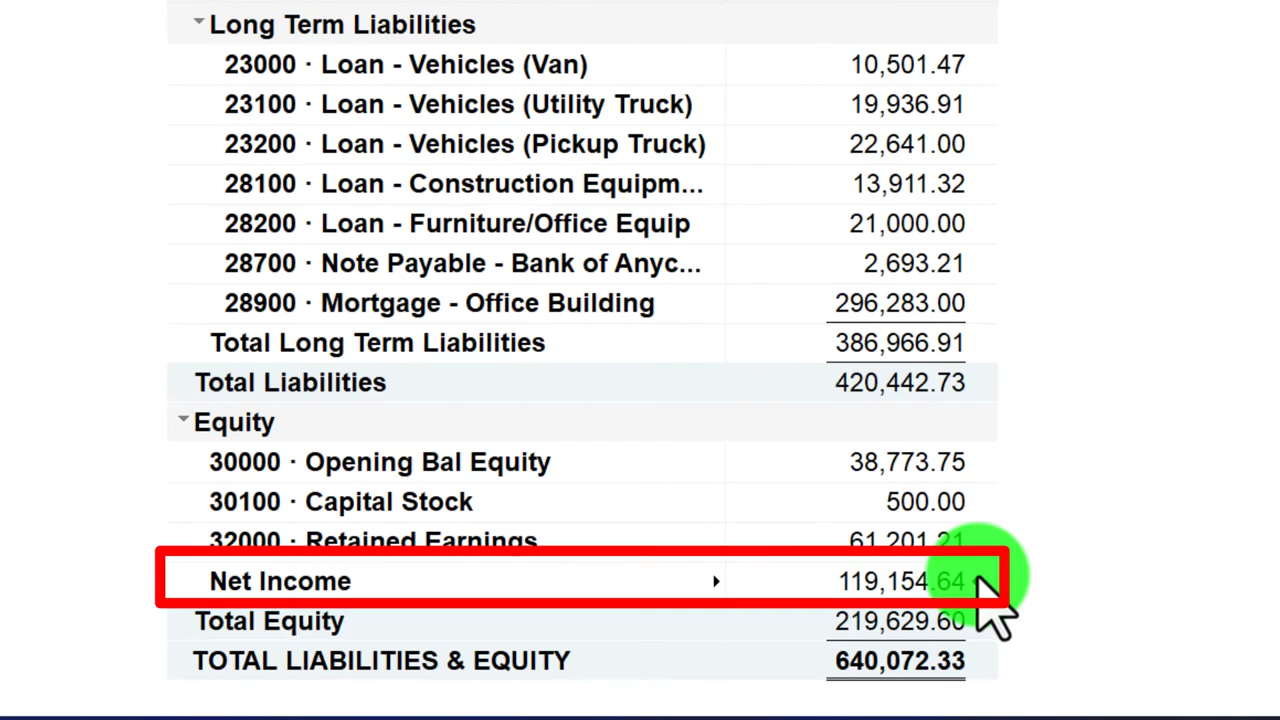 Long Term Liabilities
23000 · Loan - Vehicles (Van) 10,501.47
23100 · Loan - Vehicles (Utility Truck) 19,936.91
23200 · Loan - Vehicles (Pickup Truck) 22,641.00
28100 · Loan - Construction Equipm... 13,911.32
28200 · Loan - Furniture/Office Equip 21,000.00
28700 · Note Payable - Bank of Anyc... 2,693.21
28900 · Mortgage - Office Building 296,283.00
Total Long Term Liabilities 386,966.91
Total Liabilities 420,442.73
Equity
30000 · Opening Bal Equity 38,773.75
30100 · Capital Stock 500.00
32000 · Retained Earnings 61,201.21
Net Income 119,154.64
Total Equity 219,629.60
TOTAL LIABILITIES & EQUITY 640,072.33